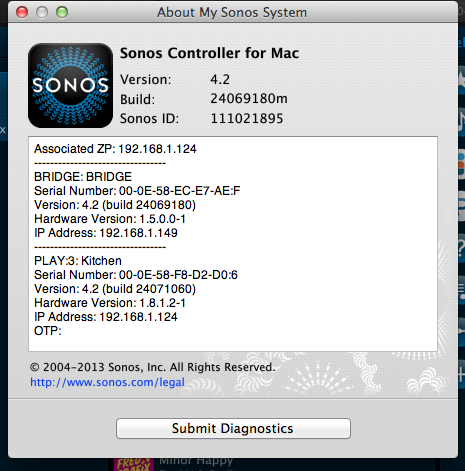 About My Sonos System
SONOS
Sonos Controller for Mac
Version: 4.2
Build: 24069180m
Sonos ID: 111021895
Associated ZP: 192.168.1.124
---------------------------------
BRIDGE: BRIDGE
Serial Number: 00-0E-58-EC-E7-AE:F
Version: 4.2 (build 24069180)
Hardware Version: 1.5.0.0-1
IP Address: 192.168.1.149
---------------------------------
PLAY:3: Kitchen
Serial Number: 00-0E-58-F8-D2-D0:6
Version: 4.2 (build 24071060)
Hardware Version: 1.8.1.2-1
IP Address: 192.168.1.124
OTP:
© 2004-2013 Sonos, Inc. All Rights Reserved.
http://www.sonos.com/legal
Submit Diagnostics
Minor Happy